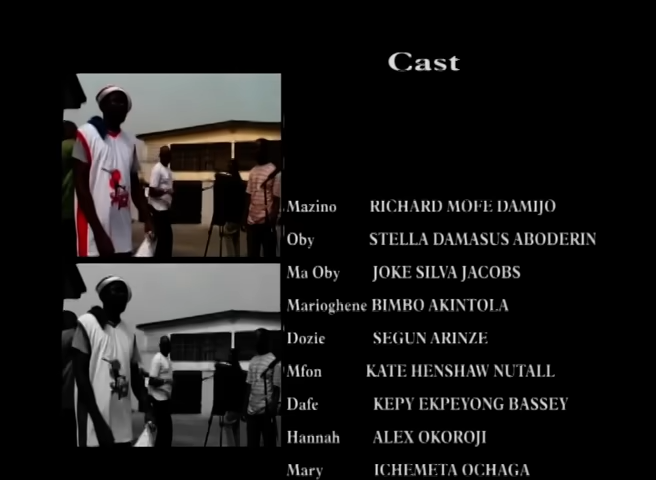 Cast
Mazino RICHARD MOFE DAMIJO
Oby STELLA DAMASUS ABODERIN
Ma Oby JOKE SILVA JACOBS
Marioghene BIMBO AKINTOLA
Dozie SEGUN ARINZE
Mfon KATE HENSHAW NUTALL
Dafe KEPY EKPEYONG BASSEY
Hannah ALEX OKOROJI
Mary ICHEMETA OCHAGA